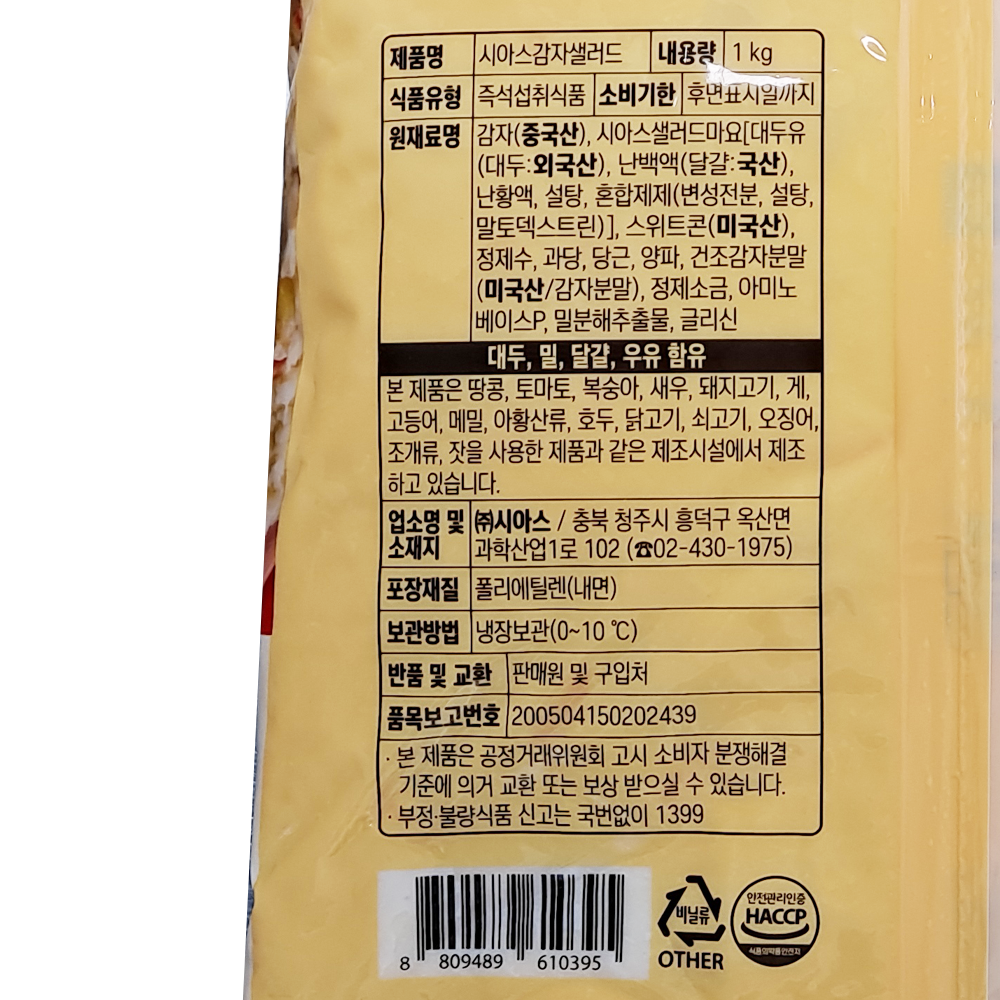 제품명 시아스감자샐러드 내용량 1 kg
식품유형 즉석섭취식품 소비기한 후면표시일까지
원재료명 감자(중국산), 시아스샐러드마요[대두유
(대두:외국산), 난백액(달걀:국산),
난황액, 설탕, 혼합제제(변성전분, 설탕,
말토덱스트린)], 스위트콘(미국산),
정제수, 과당, 당근, 양파, 건조감자분말
(미국산/감자분말), 정제소금, 아미노
베이스P, 밀분해추출물, 글리신
대두, 밀, 달걀, 우유 함유
본 제품은 땅콩, 토마토, 복숭아, 새우, 돼지고기, 게,
고등어, 메밀, 아황산류, 호두, 닭고기, 쇠고기, 오징어,
조개류, 잣을 사용한 제품과 같은 제조시설에서 제조
하고 있습니다.
업소명 및 ㈜시아스 / 충북 청주시 흥덕구 옥산면
소재지 과학산업1로 102 (☎02-430-1975)
포장재질 폴리에틸렌(내면)
보관방법 냉장보관(0~10 ℃)
반품 및 교환 판매원 및 구입처
품목보고번호 200504150202439
· 본 제품은 공정거래위원회 고시 소비자 분쟁해결
기준에 의거 교환 또는 보상 받으실 수 있습니다.
· 부정·불량식품 신고는 국번없이 1399
8 809489 610395
비닐류
OTHER
안전관리인증
HACCP
식품의약품안전처